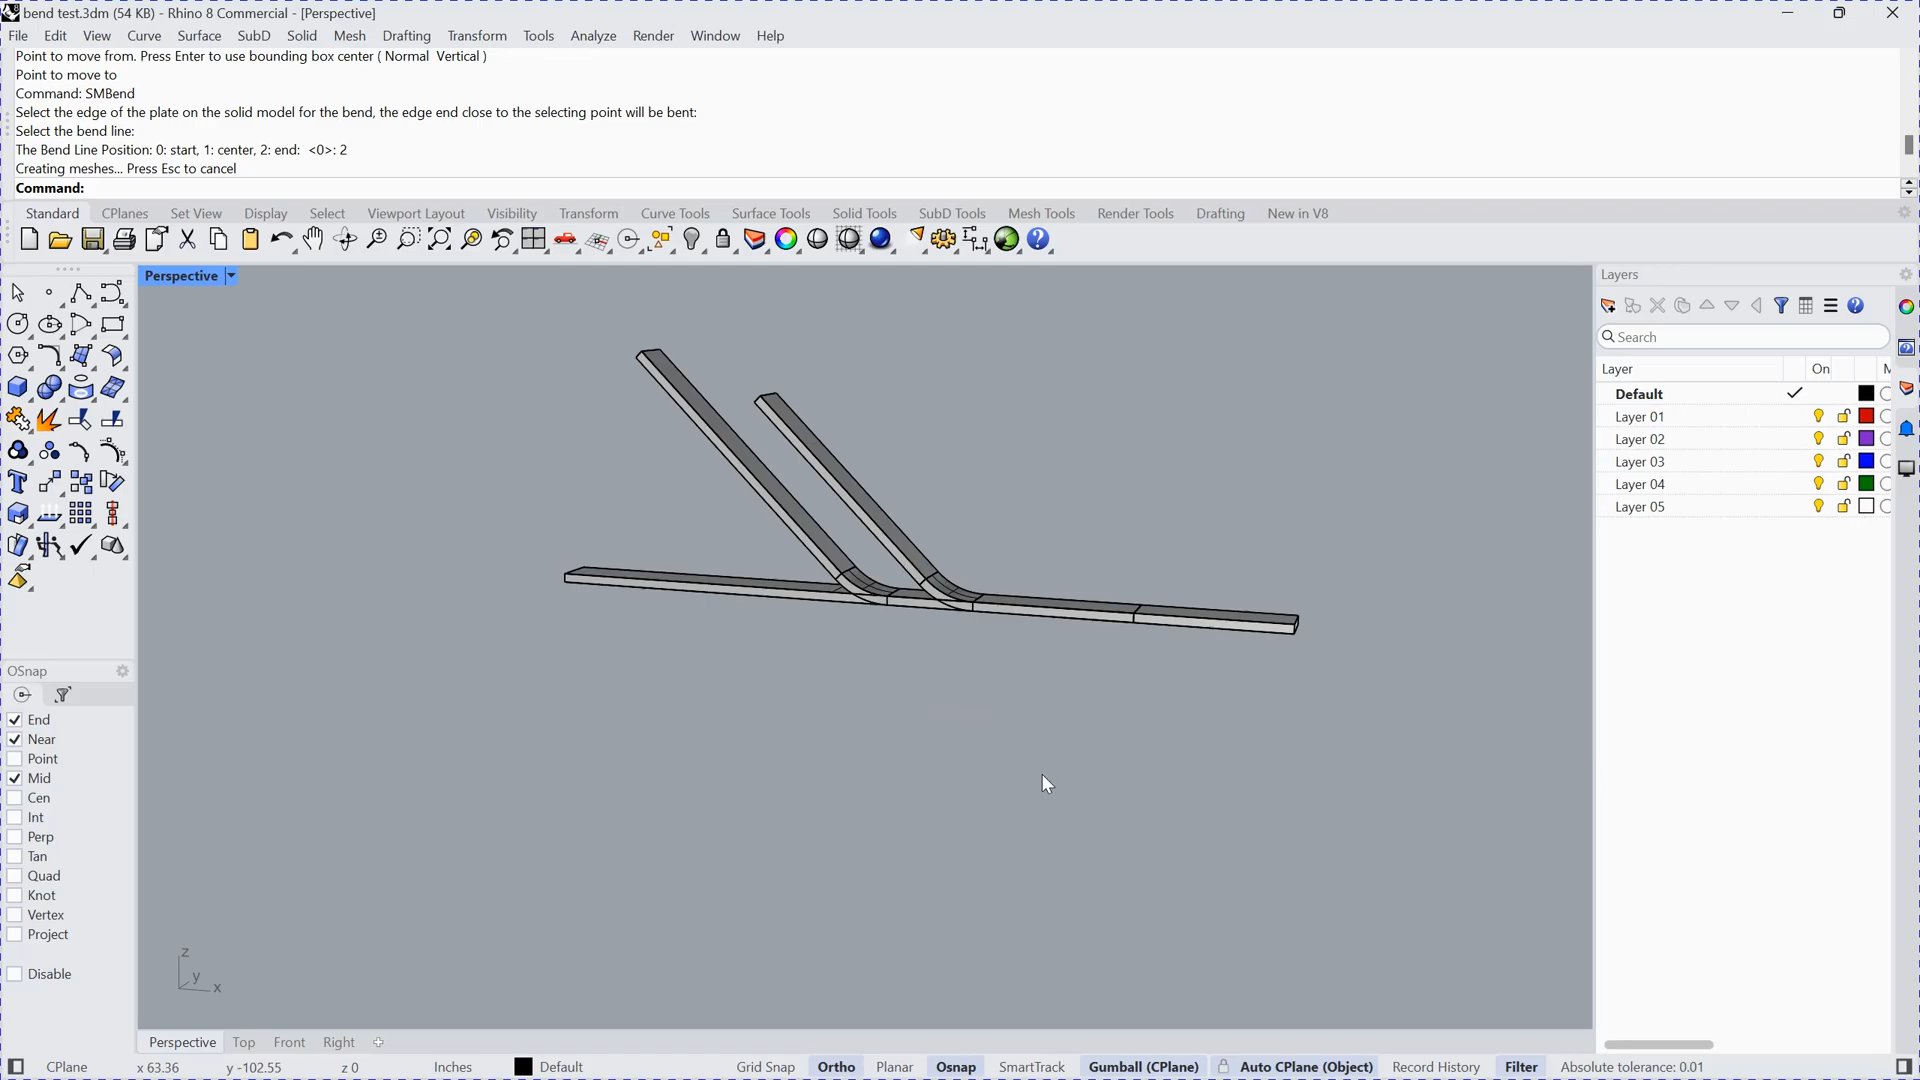 bend test.3dm (54 KB) - Rhino 8 Commercial - [Perspective]
File Edit View Curve Surface SubD Solid Mesh Drafting Transform Tools Analyze Render Window Help
Point to move from. Press Enter to use bounding box center ( Normal Vertical )
Point to move to
Command: SMBend
Select the edge of the plate on the solid model for the bend, the edge end close to the selecting point will be bent:
Select the bend line:
The Bend Line Position: 0: start, 1: center, 2: end: <0>: 2
Creating meshes... Press Esc to cancel
Command:
Standard CPlanes Set View Display Select Viewport Layout Visibility Transform Curve Tools Surface Tools Solid Tools SubD Tools Mesh Tools Render Tools Drafting New in V8
Perspective
Layers
Search
Layer On M
Default
Layer 01
Layer 02
Layer 03
Layer 04
Layer 05
OSnap
End
Near
Point
Mid
Cen
Int
Perp
Tan
Quad
Knot
Vertex
Project
Disable
z
y
x
Perspective Top Front Right
CPlane x 63.36 y -102.55 z 0 Inches Default Grid Snap Ortho Planar Osnap SmartTrack Gumball (CPlane) Auto CPlane (Object) Record History Filter Absolute tolerance: 0.01